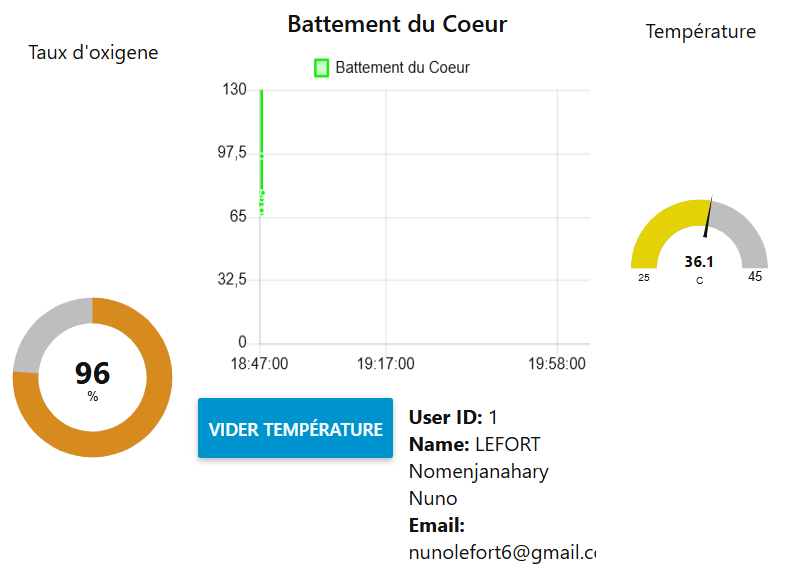 Taux d'oxigene
96
%
Battement du Coeur
Battement du Coeur
130
97,5
65
32,5
0
18:47:00
19:17:00
19:58:00
VIDER TEMPÉRATURE
User ID: 1
Name: LEFORT
Nomenjanahary
Nuno
Email:
nunolefort6@gmail.c
Température
36.1
25
C
45